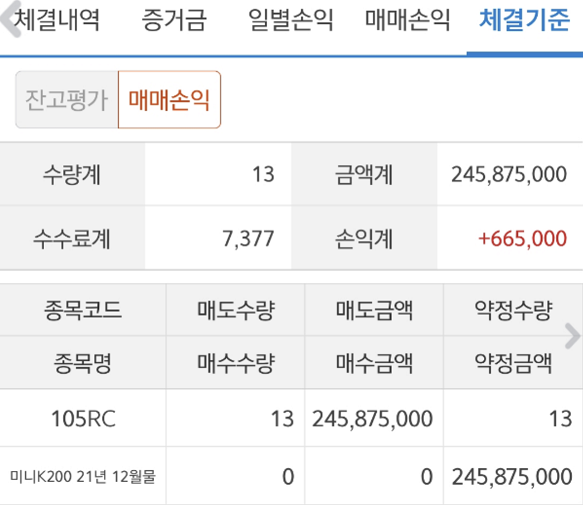 체결내역 증거금 일별손익 매매손익 체결기준
잔고평가 매매손익
수량계 13 금액계 245,875,000
수수료계 7,377 손익계 +665,000
종목코드 매도수량 매도금액 약정수량
종목명 매수수량 매수금액 약정금액
105RC 13 245,875,000 13
미니K200 21년 12월물 0 0 245,875,000